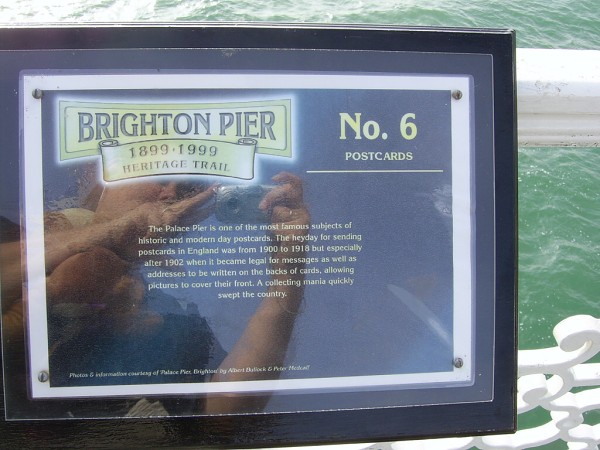 BRIGHTON PIER
1899·1999
HERITAGE TRAIL
No. 6
POSTCARDS
The Palace Pier is one of the most famous subjects of
historic and modern day postcards. The heyday for sending
postcards in England was from 1900 to 1918 but especially
after 1902 when it became legal for messages as well as
addresses to be written on the backs of cards, allowing
pictures to cover their front. A collecting mania quickly
swept the country.
Photos & information courtesy of 'Palace Pier, Brighton' by Albert Bullock & Peter